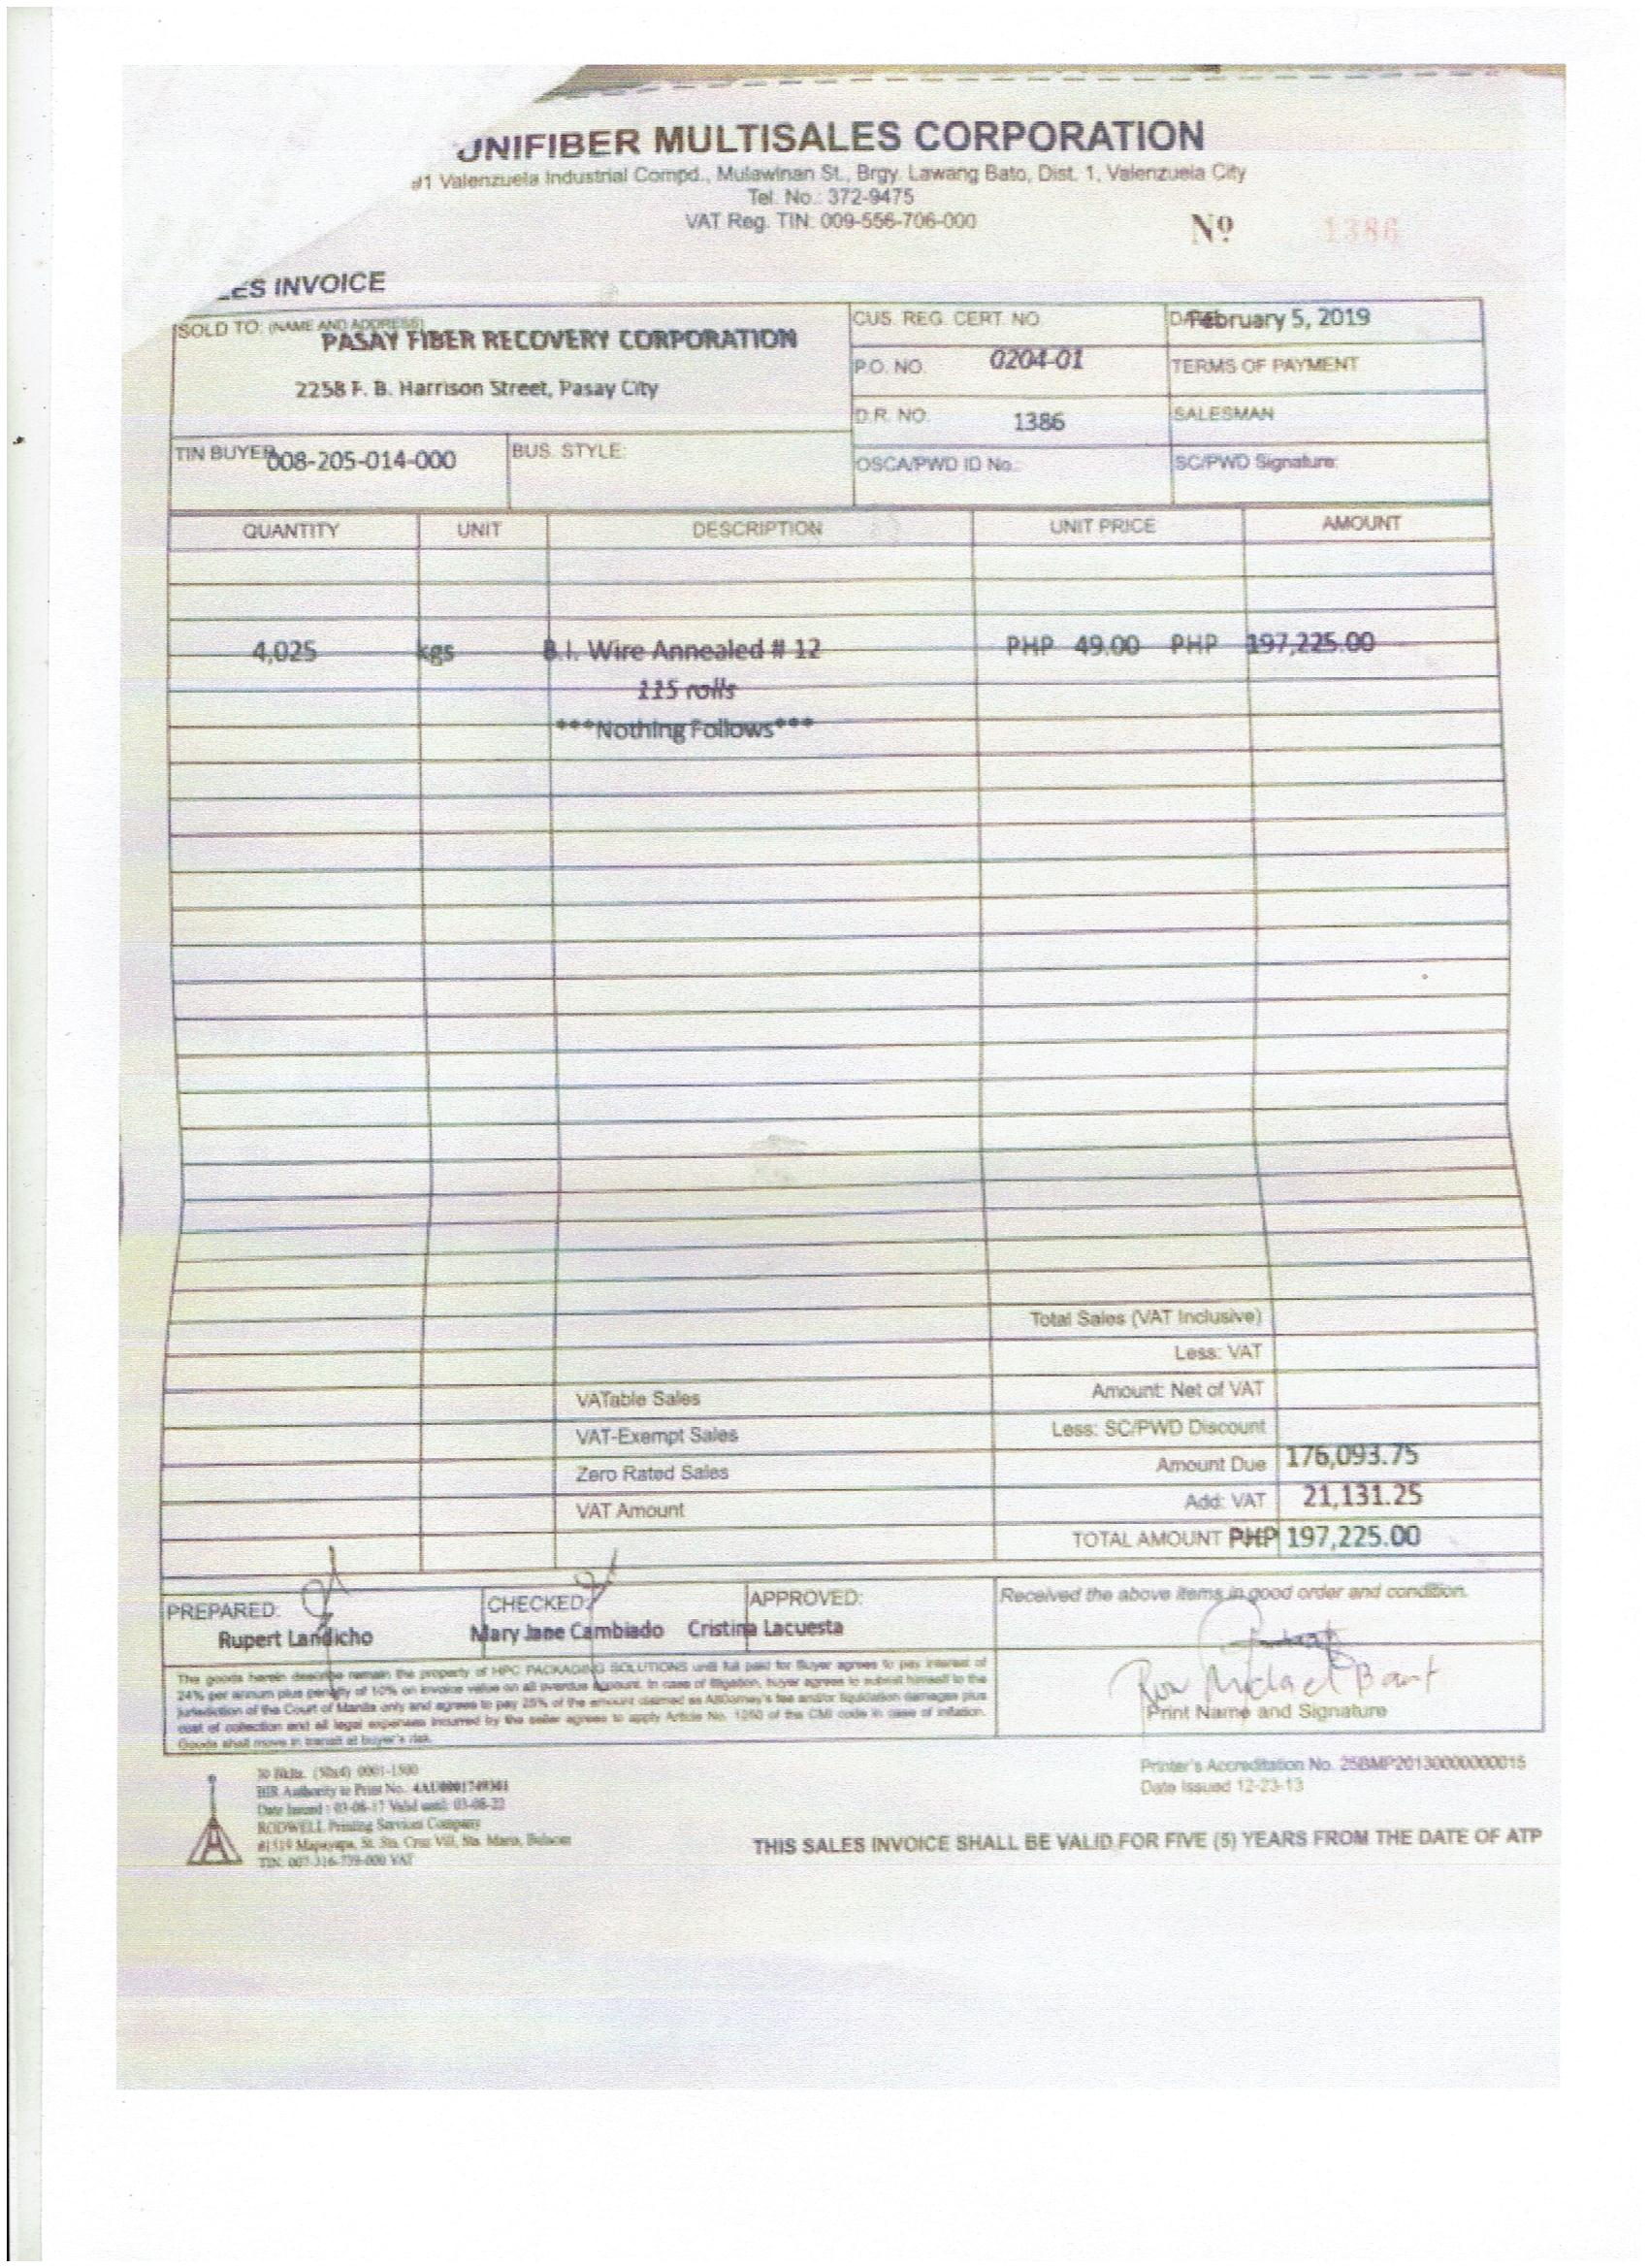 UNIFIBER MULTISALES CORPORATION
#1 Valenzuela Industrial Compd., Mulawinan St., Brgy. Lawang Bato, Dist. 1, Valenzuela City
Tel. No.: 372-9475
VAT Reg. TIN: 009-556-706-000
Nº 1386
ES INVOICE
SOLD TO: (NAME AND ADDRESS)
PASAY FIBER RECOVERY CORPORATION
2258 F. B. Harrison Street, Pasay City
CUS. REG. CERT. NO.
February 5, 2019
P.O. NO. 0204-01
TERMS OF PAYMENT
D.R. NO. 1386
SALESMAN
TIN BUYER 008-205-014-000
BUS. STYLE:
OSCA/PWD ID No.:
SC/PWD Signature:
QUANTITY UNIT DESCRIPTION UNIT PRICE AMOUNT
4,025 kgs B.I. Wire Annealed # 12 PHP 49.00 PHP 197,225.00
115 rolls
***Nothing Follows***
Total Sales (VAT Inclusive)
Less: VAT
VATable Sales Amount: Net of VAT
VAT-Exempt Sales Less: SC/PWD Discount
Zero Rated Sales Amount Due 176,093.75
VAT Amount Add: VAT 21,131.25
TOTAL AMOUNT PHP 197,225.00
PREPARED: CHECKED: APPROVED:
Rupert Landicho Mary Jane Cambiado Cristina Lacuesta
Received the above items in good order and condition.
The goods herein describe remain the property of HPC PACKAGING SOLUTIONS until full paid for Buyer agrees to pay interest of
24% per annum plus penalty of 10% on invoice value on all overdue account. In case of litigation, buyer agrees to submit himself to the
jurisdiction of the Court of Manila only and agrees to pay 25% of the amount claimed as Attorney's fee and/or liquidation damages plus
cost of collection and all legal expenses incurred by the seller agrees to apply Article No. 1250 of the CMI code in case of inflation.
Goods shall move in transit at buyer's risk.
Michael
Print Name and Signature
30 Bklts. (50x4) 0001-1500
BIR Authority to Print No.
Date Issued : 03-06-17 Valid until: 03-06-22
RODWELL Printing Services Company
#1519 Mapayapa, St. Sta. Cruz Vill. Sta. Maria, Bulacan
TIN: 007-316-739-000 VAT
Printer's Accreditation No. 25BMP20130000000015
Date Issued 12-23-13
THIS SALES INVOICE SHALL BE VALID FOR FIVE (5) YEARS FROM THE DATE OF ATP